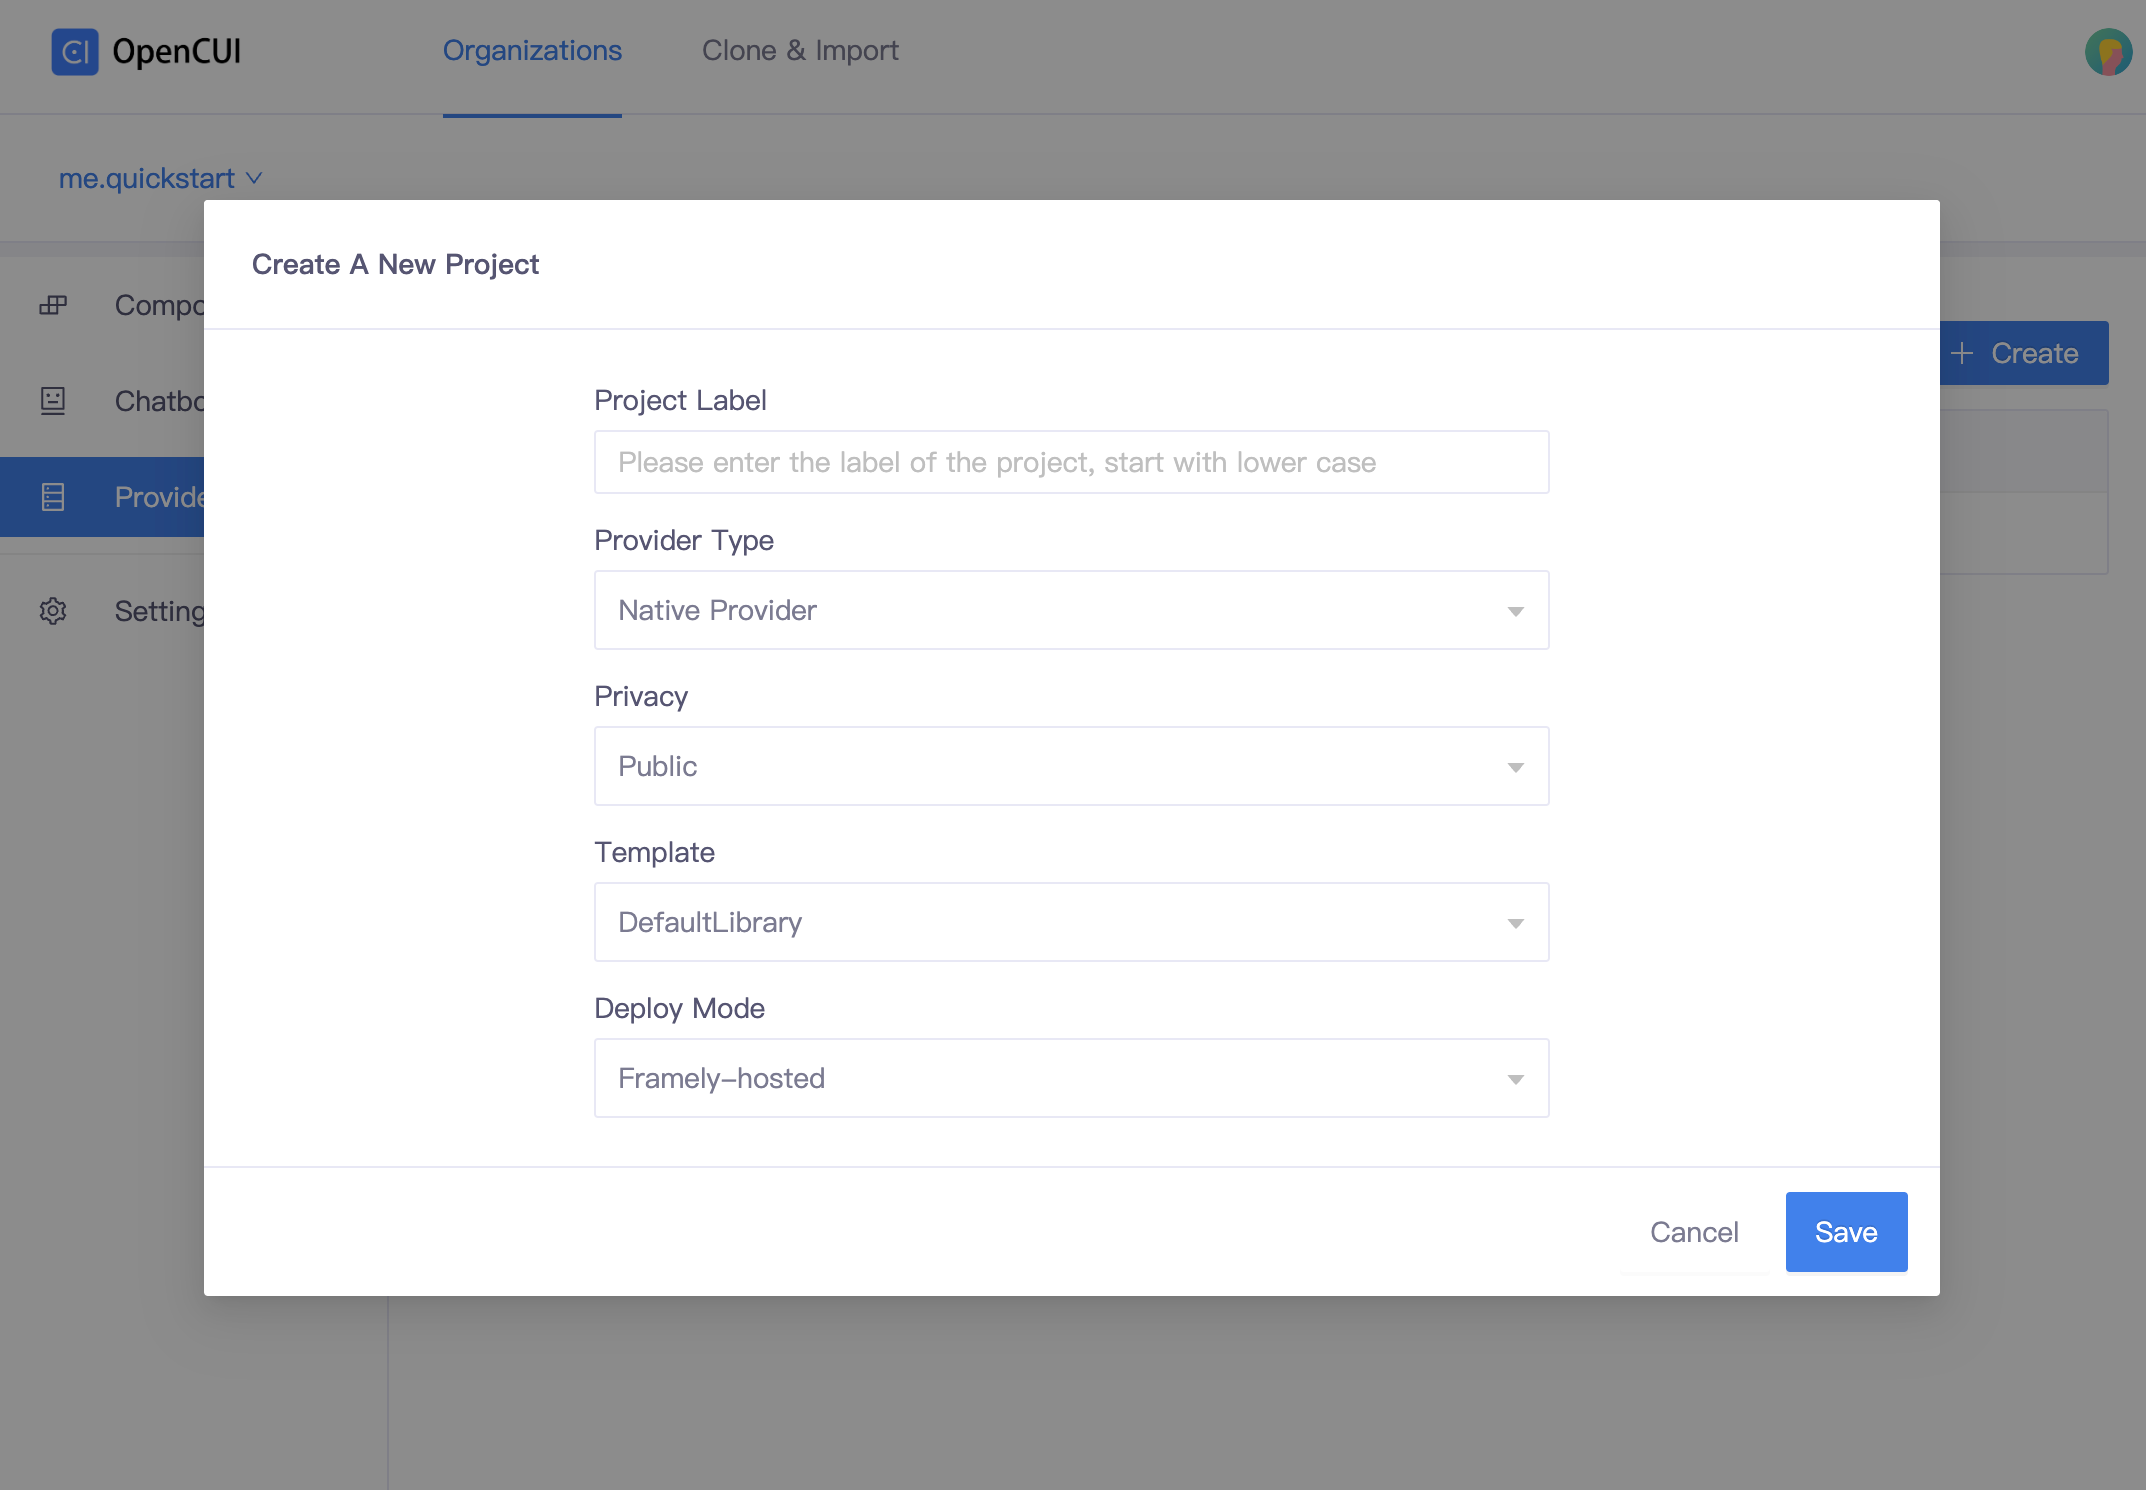 CI OpenCUI
Organizations
Clone & Import
me.quickstart
Create A New Project
Compo
Chatbo
Provide
Setting
+ Create
Project Label
Please enter the label of the project, start with lower case
Provider Type
Native Provider
Privacy
Public
Template
DefaultLibrary
Deploy Mode
Framely-hosted
Cancel
Save